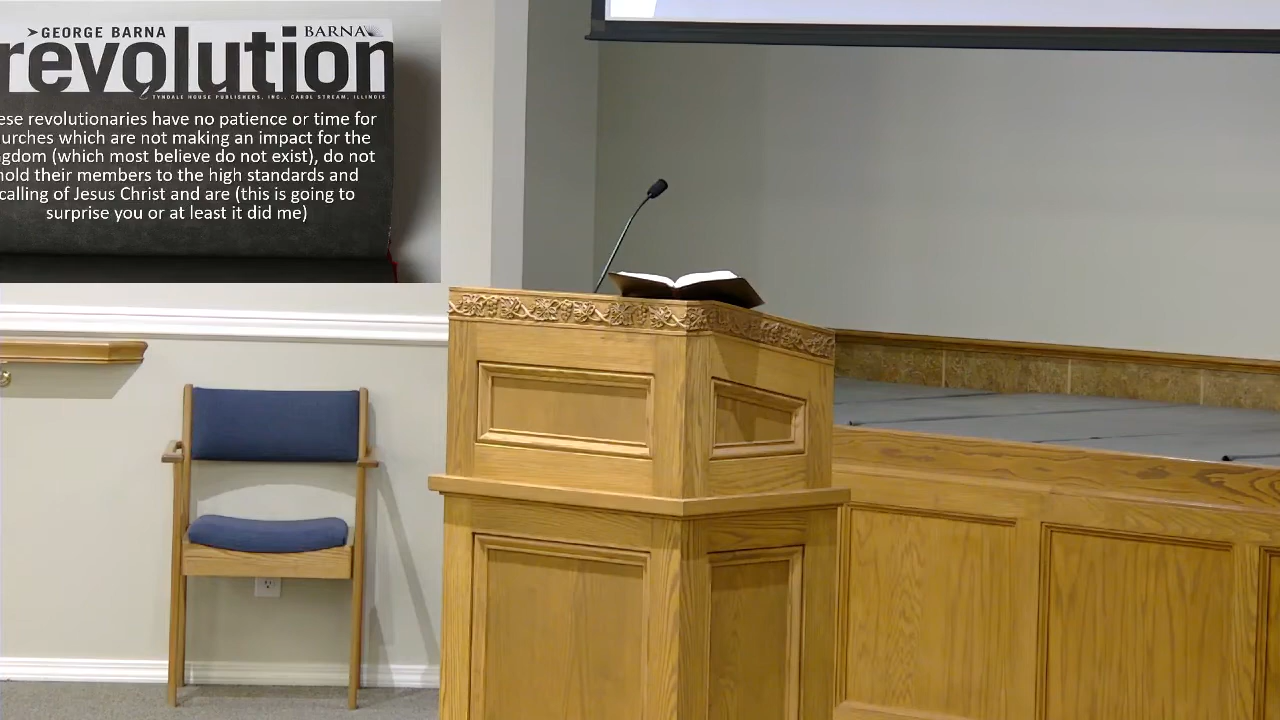 ➤GEORGE BARNA BARNA
revolution
TYNDALE HOUSE PUBLISHERS, INC., CAROL STREAM, ILLINOIS
ese revolutionaries have no patience or time for
urches which are not making an impact for the
gdom (which most believe do not exist), do not
hold their members to the high standards and
calling of Jesus Christ and are (this is going to
surprise you or at least it did me)